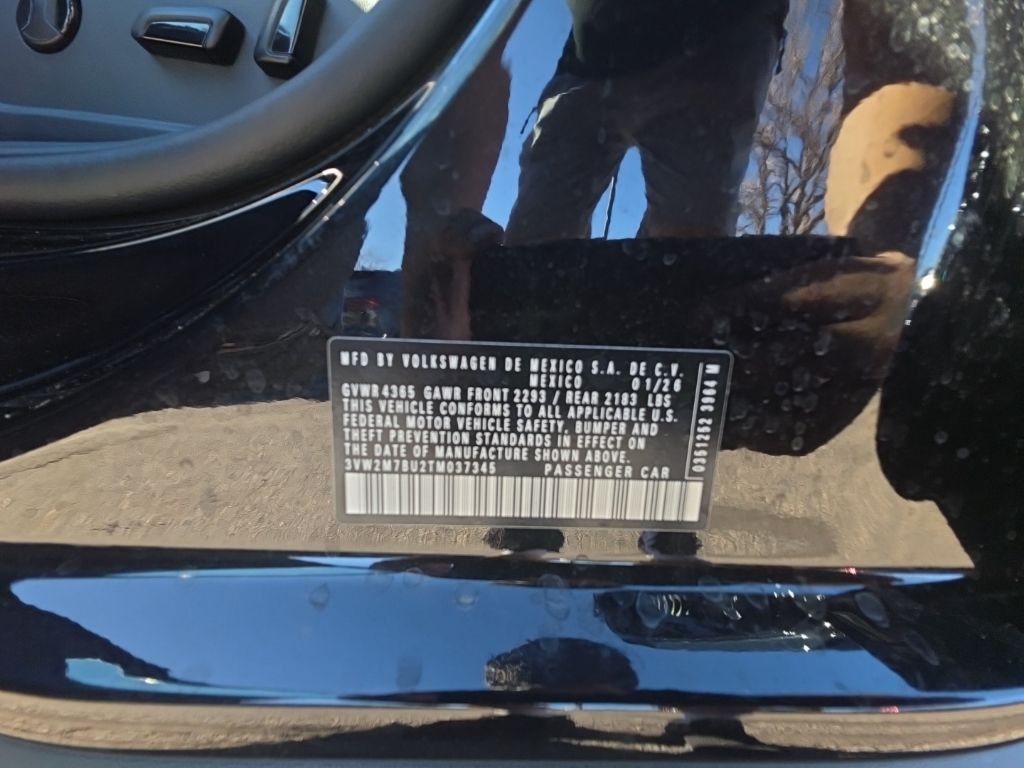 MFD BY VOLKSWAGEN DE MEXICO S.A. DE C.V.
MEXICO 01/26
GVWR 4365 GAWR FRONT 2293 / REAR 2183 LBS
THIS VEHICLE CONFORMS TO ALL APPLICABLE U.S.
FEDERAL MOTOR VEHICLE SAFETY, BUMPER AND
THEFT PREVENTION STANDARDS IN EFFECT ON
THE DATE OF MANUFACTURE SHOWN ABOVE.
3VW2M7BU2TM037345 PASSENGER CAR
0351252 3904 M